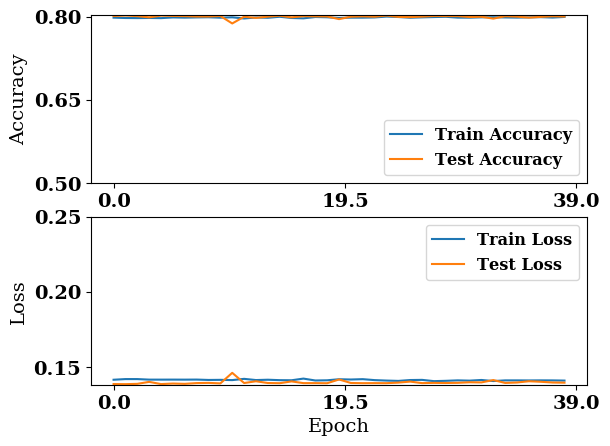 0.80
0.65
0.50
Accuracy
Train Accuracy
Test Accuracy
0.0 19.5 39.0
0.25
0.20
0.15
Loss
Train Loss
Test Loss
0.0 19.5 39.0
Epoch